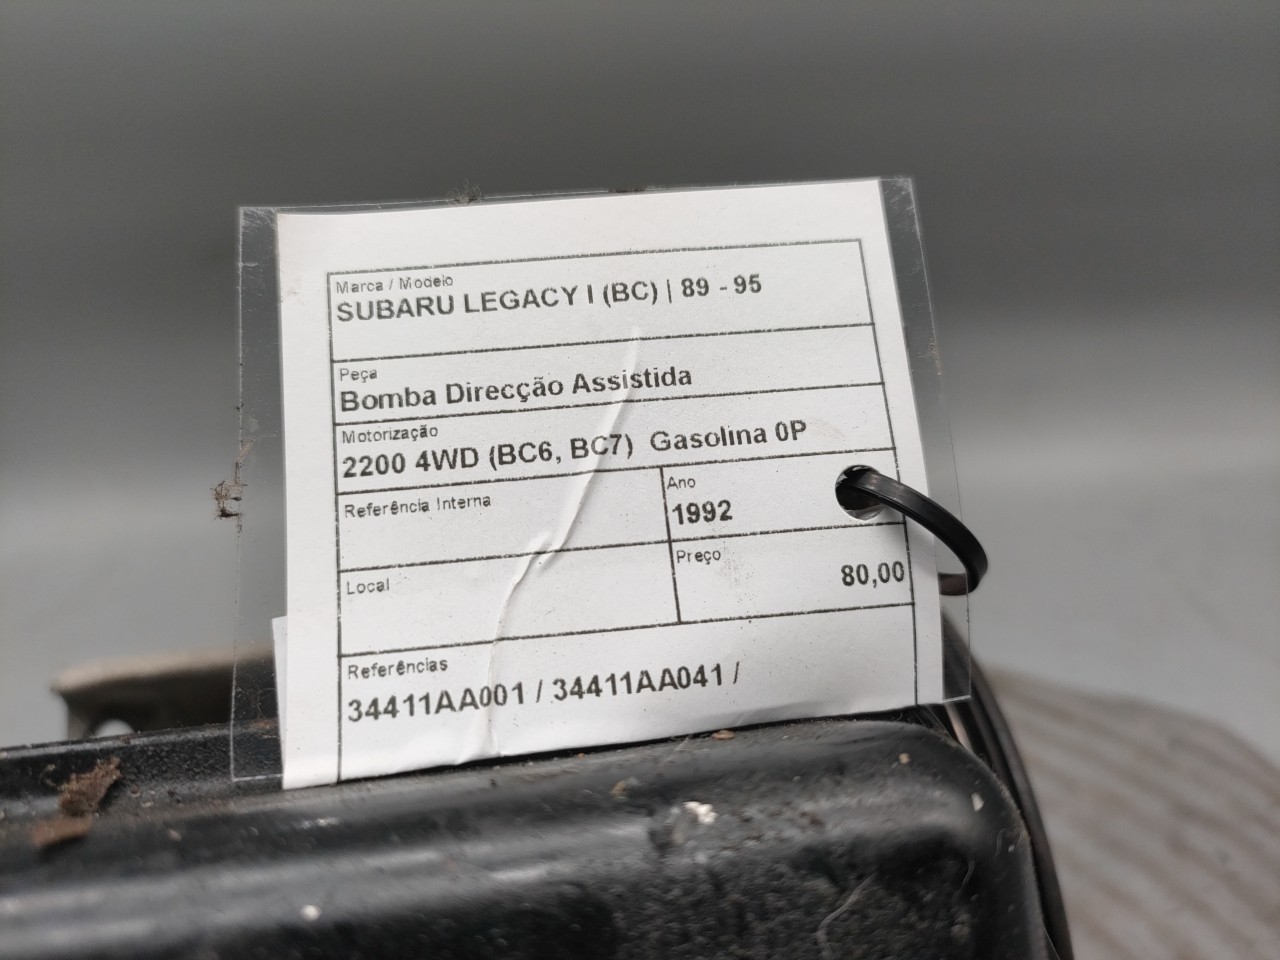 Marca / Modelo
SUBARU LEGACY I (BC) | 89 - 95
Peça
Bomba Direcção Assistida
Motorização
2200 4WD (BC6, BC7) Gasolina 0P
Referência Interna
Ano
1992
Local
Preço
80,00
Referências
34411AA001 / 34411AA041 /